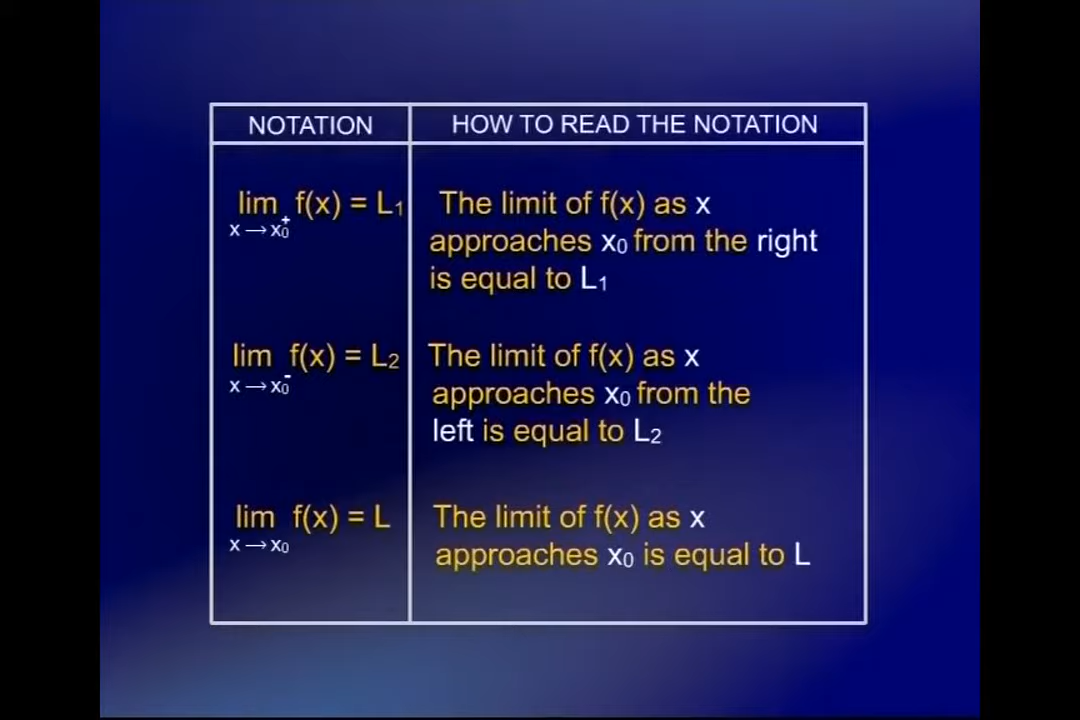 NOTATION
HOW TO READ THE NOTATION
lim f(x) = L₁
x → x₀⁺
The limit of f(x) as x
approaches x₀ from the right
is equal to L₁
lim f(x) = L₂
x → x₀⁻
The limit of f(x) as x
approaches x₀ from the
left is equal to L₂
lim f(x) = L
x → x₀
The limit of f(x) as x
approaches x₀ is equal to L